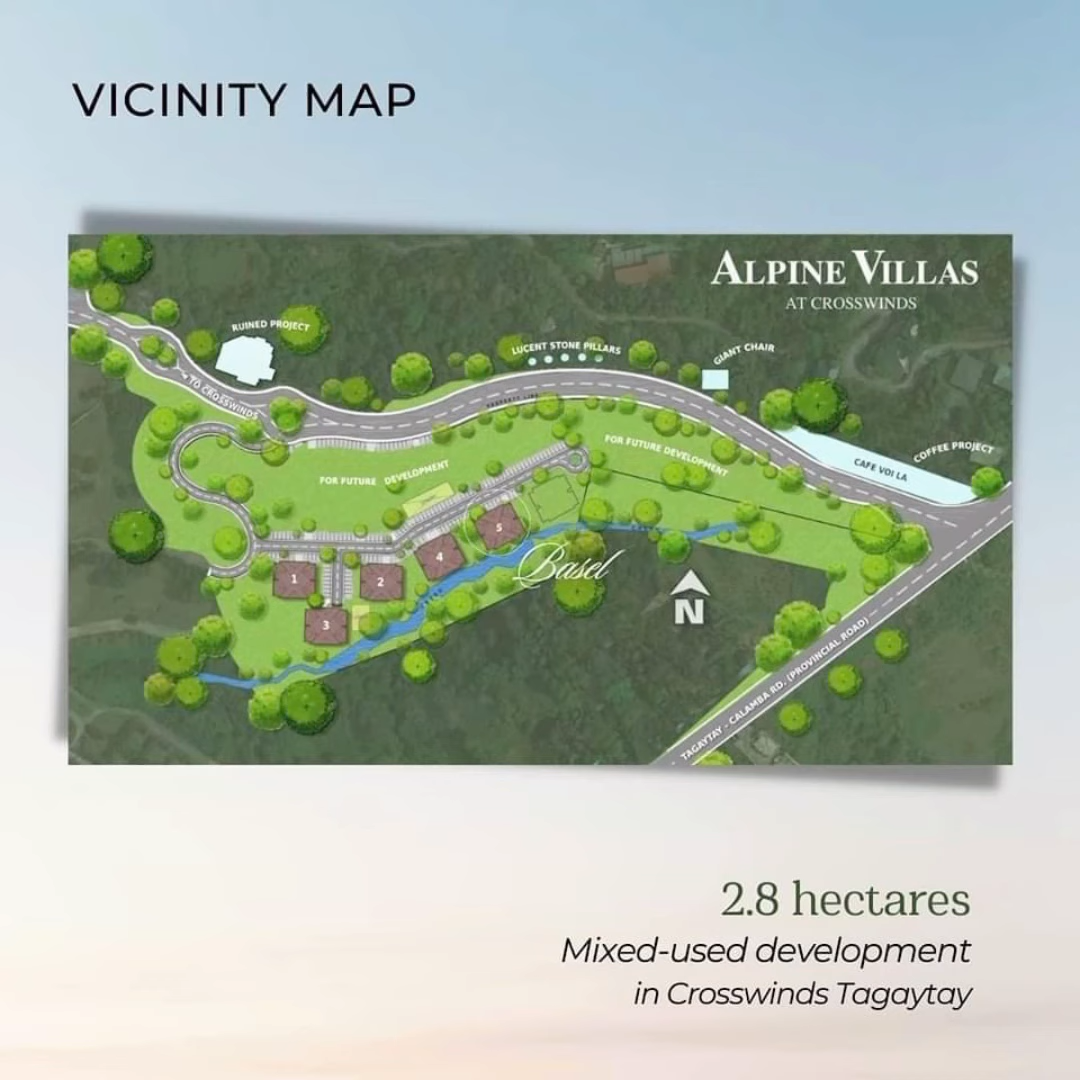 VICINITY MAP
ALPINE VILLAS
AT CROSSWINDS
RUINED PROJECT
LUCENT STONE PILLARS
GIANT CHAIR
TO CROSSWINDS
PROPERTY LINE
COFFEE PROJECT
CAFE VOI LA
FOR FUTURE DEVELOPMENT
FOR FUTURE DEVELOPMENT
5
4
Basel
1
2
3
N
TAGAYTAY - CALAMBA RD. (PROVINCIAL ROAD)
2.8 hectares
Mixed-used development
in Crosswinds Tagaytay